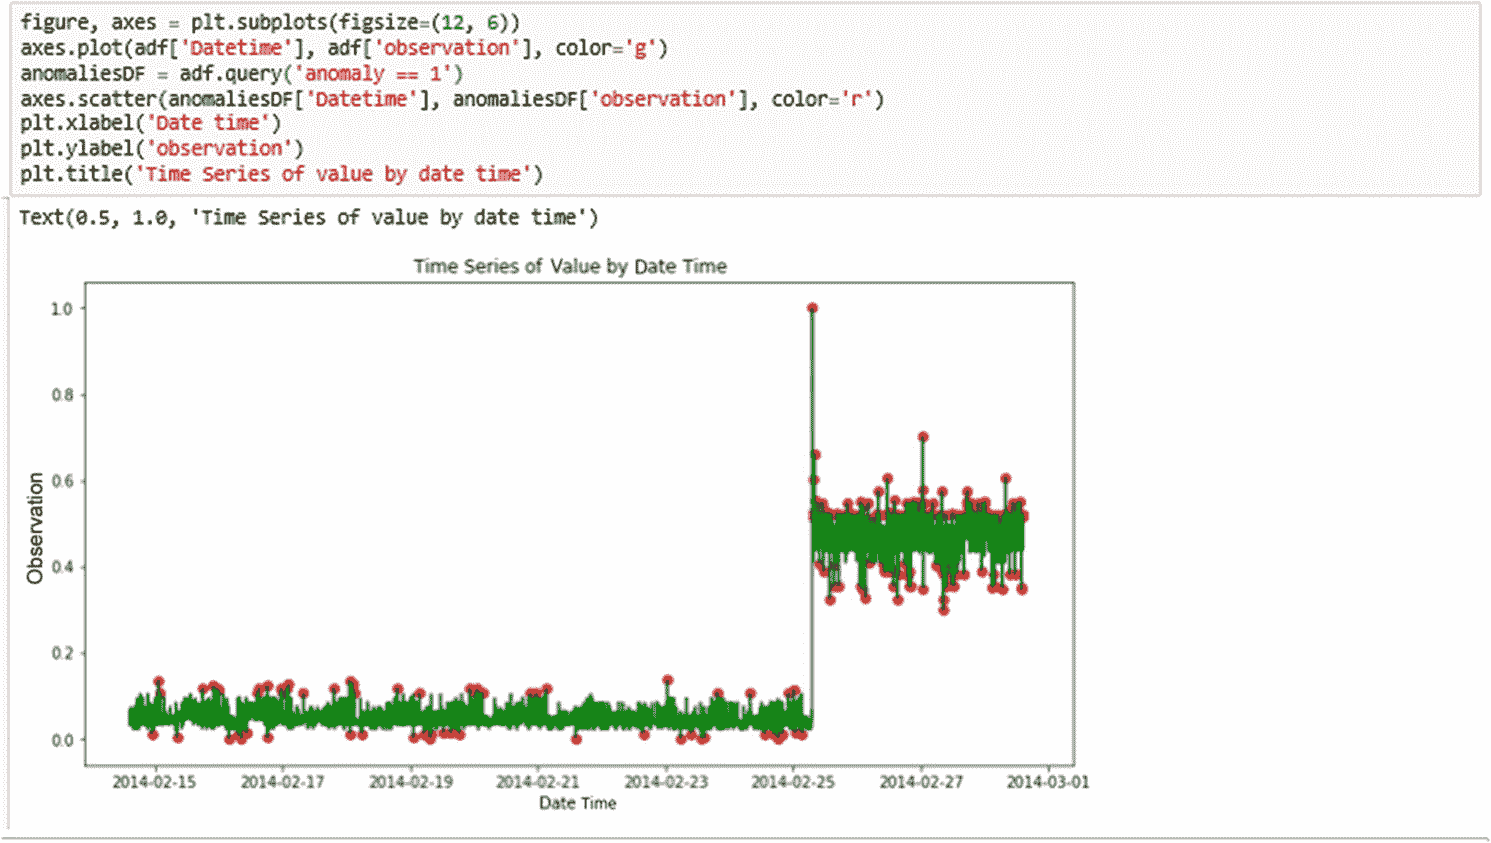 figure, axes = plt.subplots(figsize=(12, 6))
axes.plot(adf['Datetime'], adf['observation'], color='g')
anomaliesDF = adf.query('anomaly == 1')
axes.scatter(anomaliesDF['Datetime'], anomaliesDF['observation'], color='r')
plt.xlabel('Date time')
plt.ylabel('observation')
plt.title('Time Series of value by date time')
Text(0.5, 1.0, 'Time Series of value by date time')
Time Series of Value by Date Time
1.0
0.8
0.6
0.4
0.2
0.0
Observation
2014-02-15 2014-02-17 2014-02-19 2014-02-21 2014-02-23 2014-02-25 2014-02-27 2014-03-01
Date Time